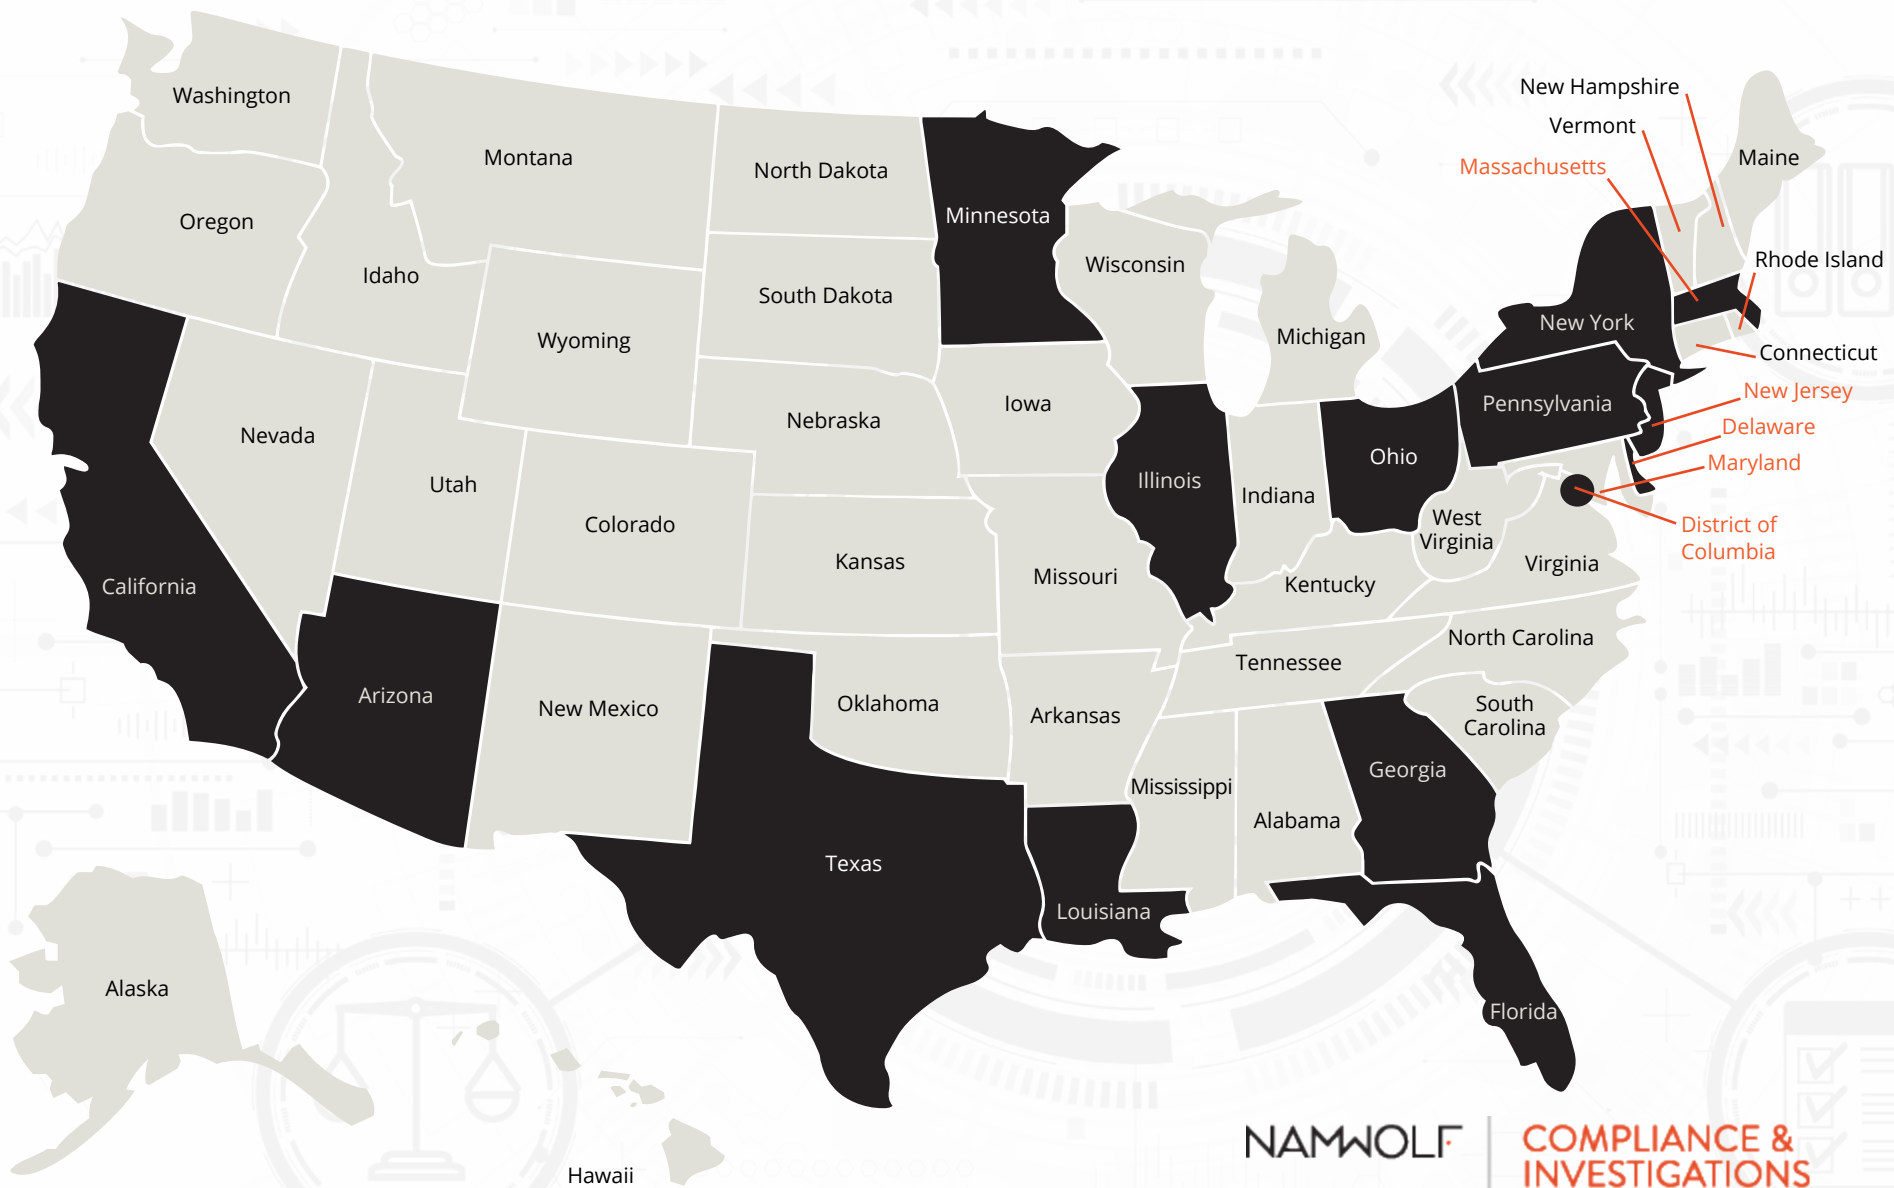 Washington
New Hampshire
Vermont
Massachusetts
Maine
Montana
North Dakota
Minnesota
Oregon
Idaho
Wisconsin
Rhode Island
South Dakota
Wyoming
Michigan
New York
Connecticut
New Jersey
Nebraska
Iowa
Pennsylvania
Delaware
Nevada
Ohio
Maryland
Utah
Illinois
Indiana
Colorado
West
Virginia
District of
Columbia
Kansas
Missouri
Kentucky
Virginia
California
North Carolina
Tennessee
Arizona
New Mexico
Oklahoma
Arkansas
South
Carolina
Georgia
Mississippi
Alabama
Texas
Louisiana
Alaska
Florida
Hawaii
NAMWOLF
COMPLIANCE &
INVESTIGATIONS